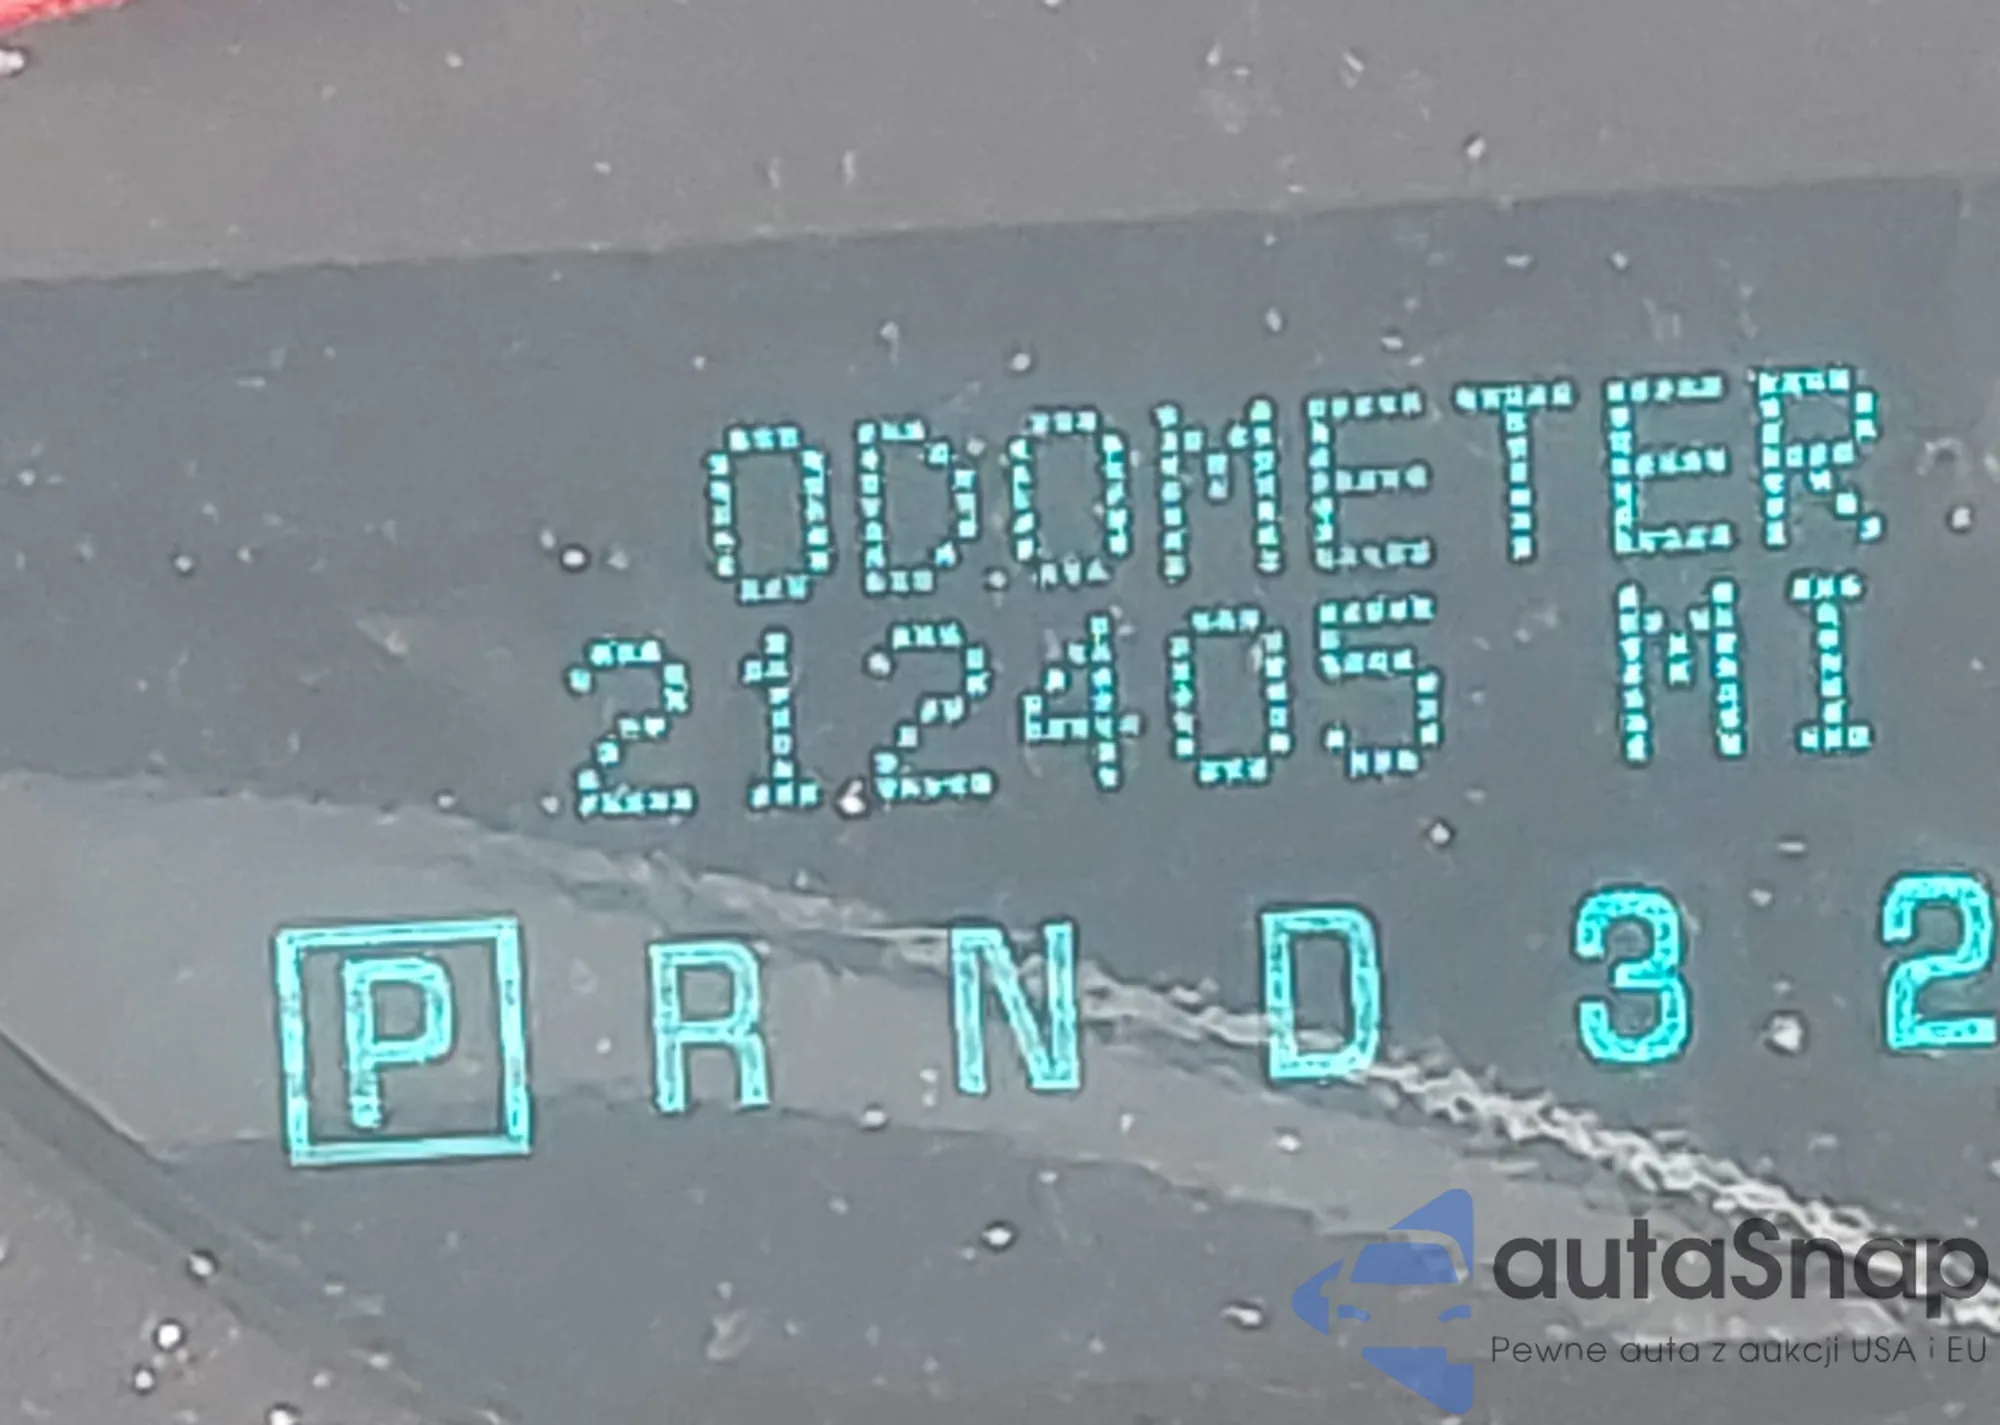 ODOMETER
212405 MI
P R N D 3 2
autaSnap
Pewne auta z aukcji USA i EU